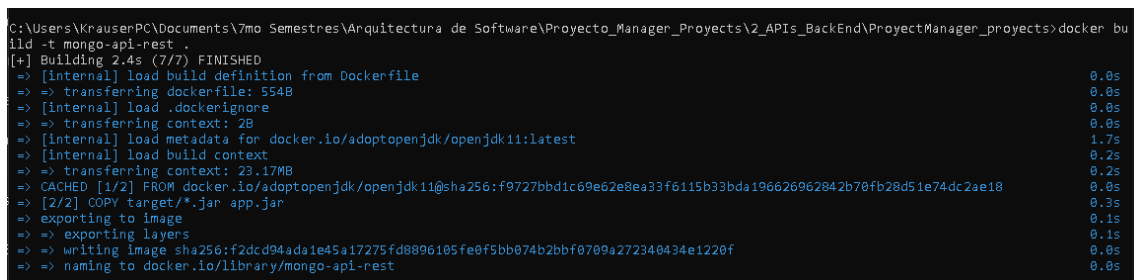 C:\Users\KrauserPC\Documents\7mo Semestres\Arquitectura de Software\Proyecto_Manager_Proyects\2_APIs_BackEnd\ProyectManager_proyects>docker bu
ild -t mongo-api-rest .
[+] Building 2.4s (7/7) FINISHED
=> [internal] load build definition from Dockerfile 0.0s
=> => transferring dockerfile: 554B 0.0s
=> [internal] load .dockerignore 0.0s
=> => transferring context: 2B 0.0s
=> [internal] load metadata for docker.io/adoptopenjdk/openjdk11:latest 1.7s
=> [internal] load build context 0.2s
=> => transferring context: 23.17MB 0.2s
=> CACHED [1/2] FROM docker.io/adoptopenjdk/openjdk11@sha256:f9727bbd1c69e62e8ea33f6115b33bda196626962842b70fb28d51e74dc2ae18 0.0s
=> [2/2] COPY target/*.jar app.jar 0.3s
=> exporting to image 0.1s
=> => exporting layers 0.1s
=> => writing image sha256:f2dcd94ada1e45a17275fd8896105fe0f5bb074b2bbf0709a272340434e1220f 0.0s
=> => naming to docker.io/library/mongo-api-rest 0.0s